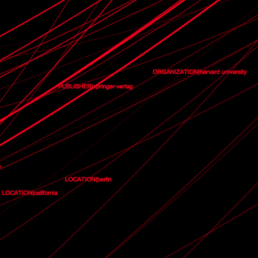 ORGANIZATION|harvard university
PUBLISHER|springer-verlag
LOCATION|berlin
LOCATION|california